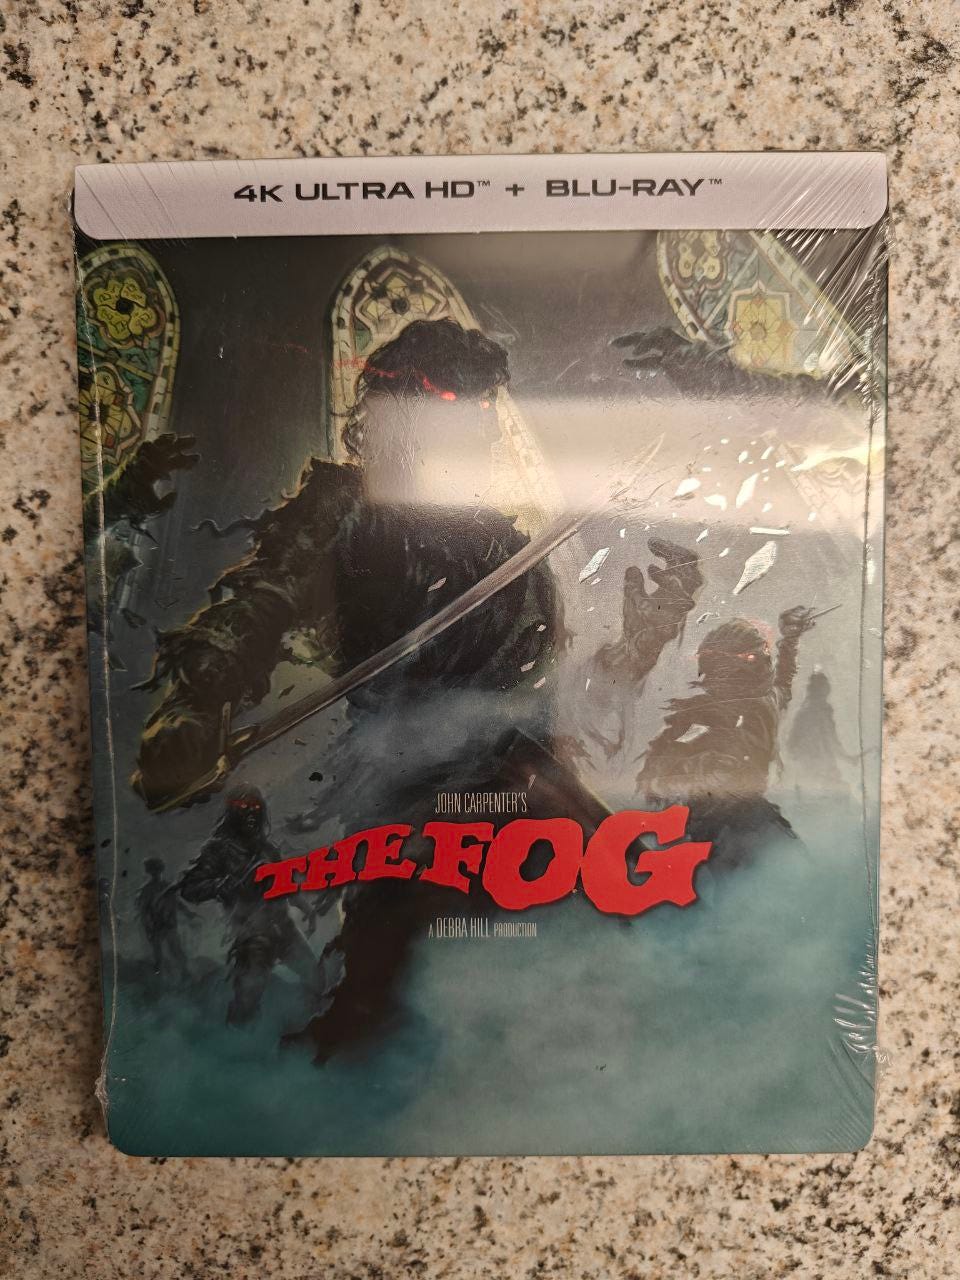 4K ULTRA HD™ + BLU-RAY™
JOHN CARPENTER'S
THE FOG
A DEBRA HILL PRODUCTION